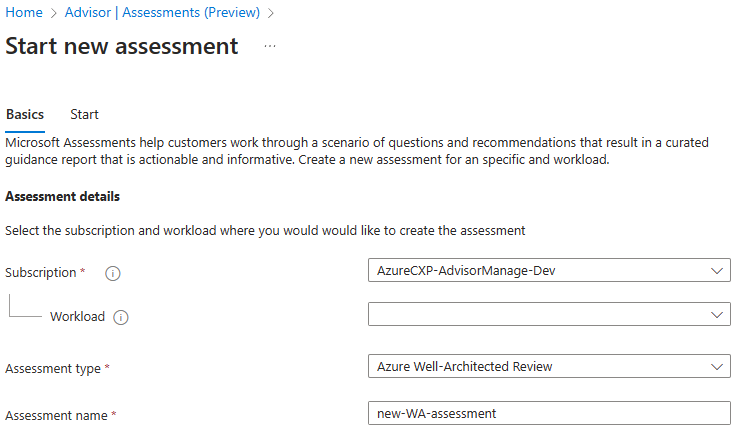 Home > Advisor | Assessments (Preview) >
Start new assessment ...
Basics Start
Microsoft Assessments help customers work through a scenario of questions and recommendations that result in a curated
guidance report that is actionable and informative. Create a new assessment for an specific and workload.
Assessment details
Select the subscription and workload where you would would like to create the assessment
Subscription * AzureCXP-AdvisorManage-Dev
Workload
Assessment type * Azure Well-Architected Review
Assessment name * new-WA-assessment